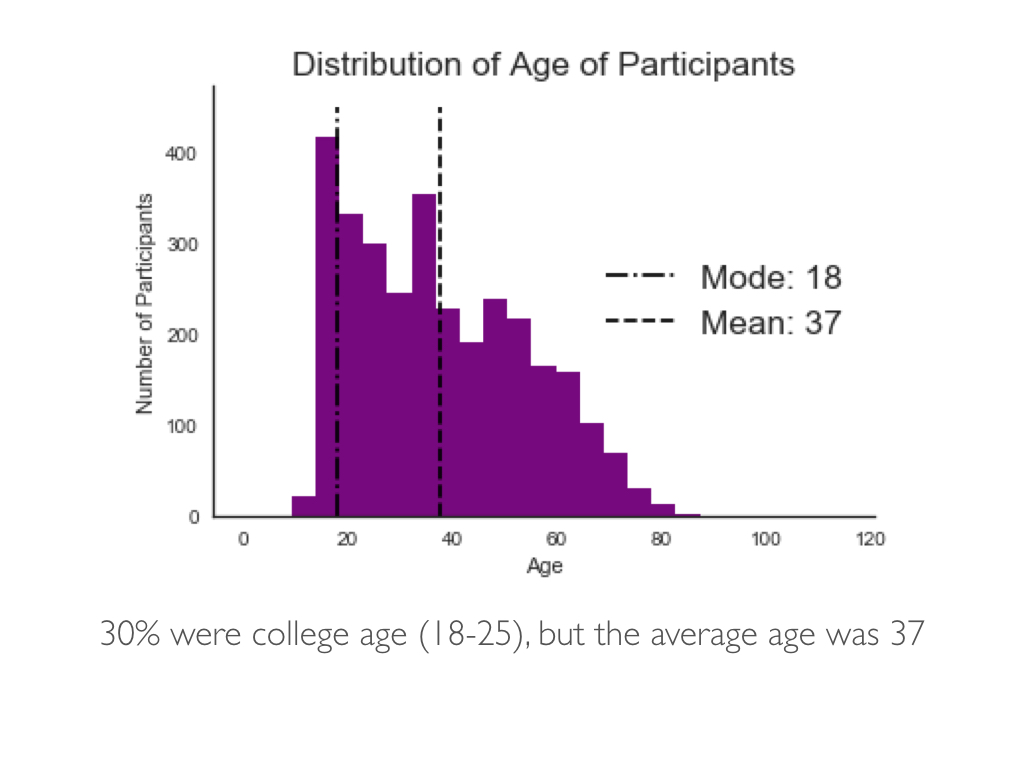 Distribution of Age of Participants
Number of Participants
400
300
200
100
0
Mode: 18
Mean: 37
0 20 40 60 80 100 120
Age
30% were college age (18-25), but the average age was 37